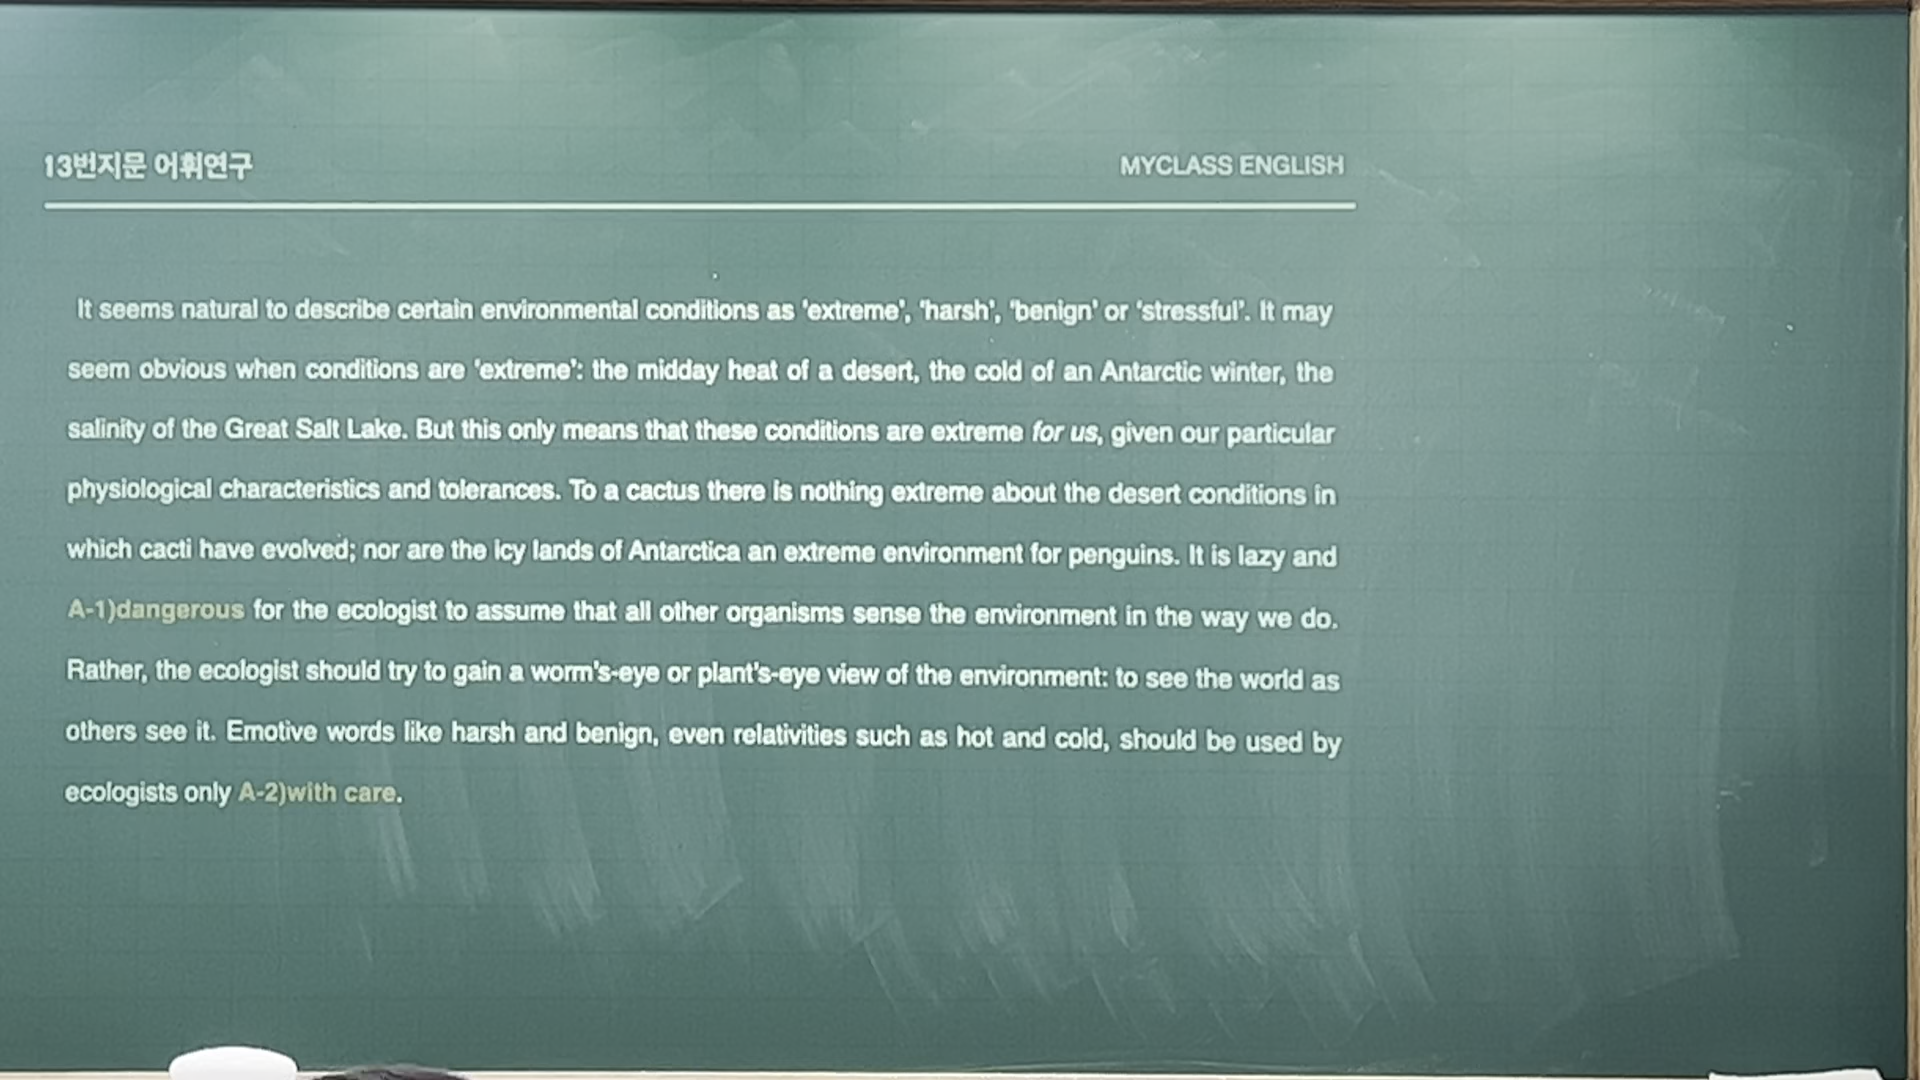 13번지문 어휘연구 MYCLASS ENGLISH
It seems natural to describe certain environmental conditions as 'extreme', 'harsh', 'benign' or 'stressful'. It may
seem obvious when conditions are 'extreme': the midday heat of a desert, the cold of an Antarctic winter, the
salinity of the Great Salt Lake. But this only means that these conditions are extreme for us, given our particular
physiological characteristics and tolerances. To a cactus there is nothing extreme about the desert conditions in
which cacti have evolved; nor are the icy lands of Antarctica an extreme environment for penguins. It is lazy and
A-1)dangerous for the ecologist to assume that all other organisms sense the environment in the way we do.
Rather, the ecologist should try to gain a worm's-eye or plant's-eye view of the environment: to see the world as
others see it. Emotive words like harsh and benign, even relativities such as hot and cold, should be used by
ecologists only A-2)with care.